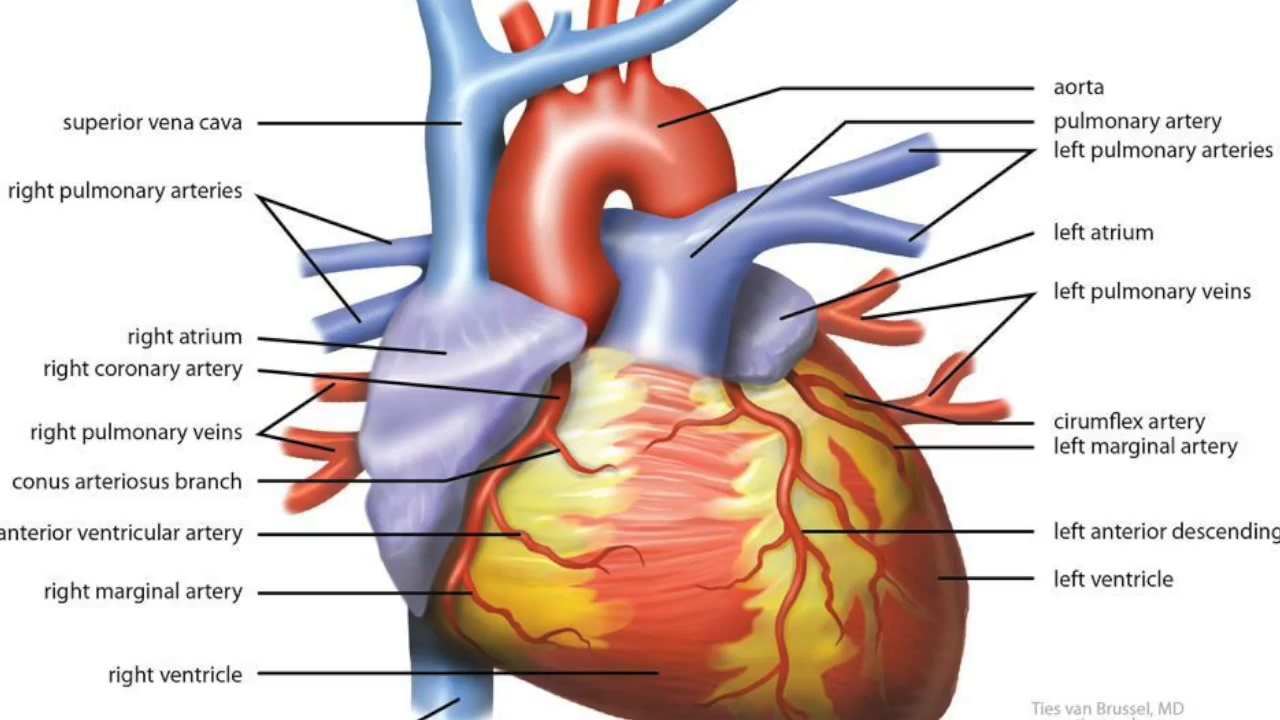 superior vena cava
right pulmonary arteries
right atrium
right coronary artery
right pulmonary veins
conus arteriosus branch
anterior ventricular artery
right marginal artery
right ventricle
aorta
pulmonary artery
left pulmonary arteries
left atrium
left pulmonary veins
cirumflex artery
left marginal artery
left anterior descending
left ventricle
Ties van Brussel, MD